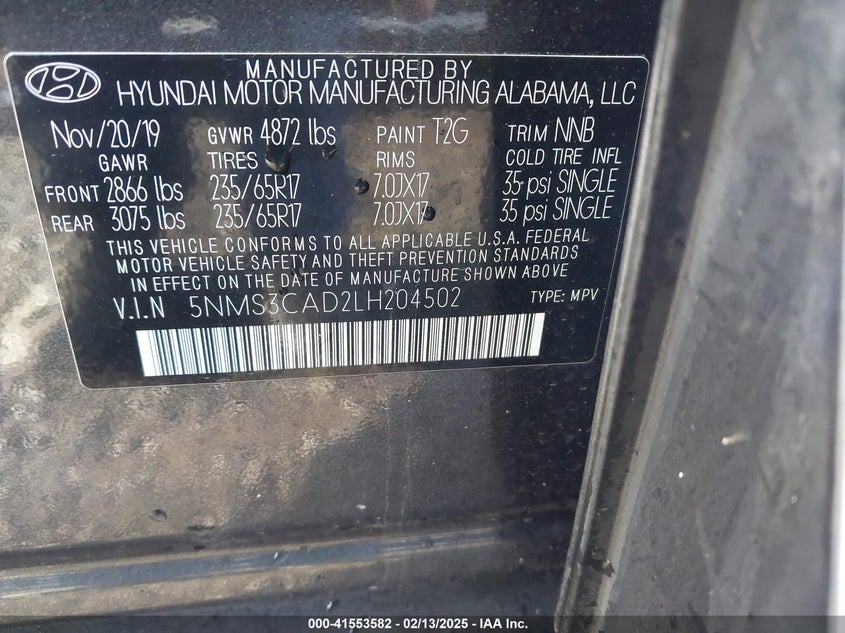 MANUFACTURED BY
HYUNDAI MOTOR MANUFACTURING ALABAMA, LLC
Nov/20/19 GVWR 4872 lbs PAINT T2G TRIM NNB
GAWR TIRES RIMS COLD TIRE INFL
FRONT 2866 lbs 235/65R17 7.0JX17 35 psi SINGLE
REAR 3075 lbs 235/65R17 7.0JX17 35 psi SINGLE
THIS VEHICLE CONFORMS TO ALL APPLICABLE U.S.A. FEDERAL
MOTOR VEHICLE SAFETY AND THEFT PREVENTION STANDARDS
IN EFFECT ON THE DATE OF MANUFACTURE SHOWN ABOVE
V.I.N 5NMS3CAD2LH204502 TYPE: MPV
000-41553582 - 02/13/2025 - IAA Inc.